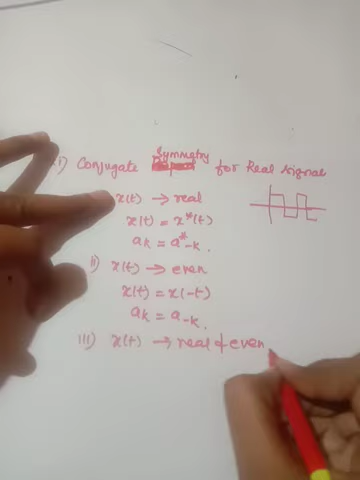 i) Conjugate Symmetry for Real signal
x(t) → real
x(t) = x*(t)
aₖ = a*₋ₖ.
ii) x(t) → even
x(t) = x(-t)
aₖ = a₋ₖ.
iii) x(t) → real & even